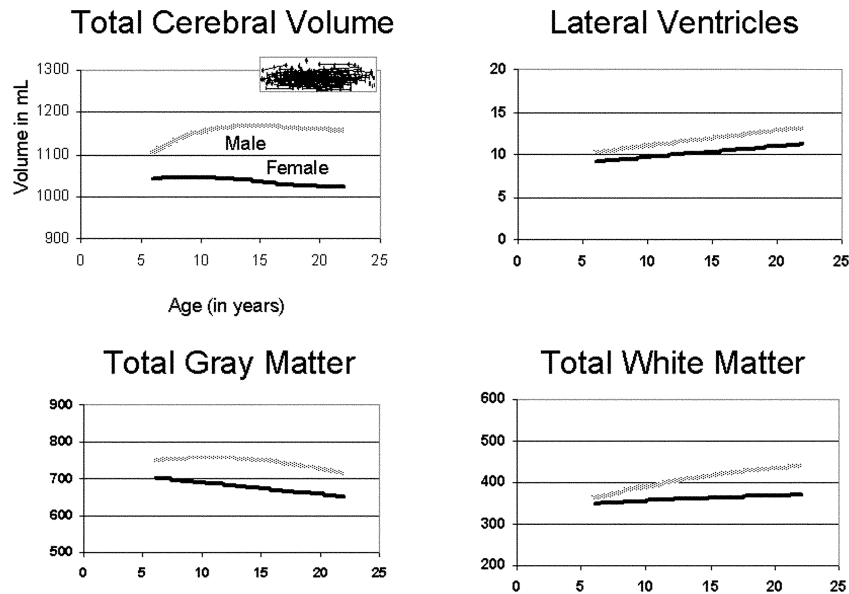 Total Cerebral Volume
Lateral Ventricles
1300
1200
1100
1000
900
Volume in mL
Male
Female
0 5 10 15 20 25
Age (in years)
20
15
10
5
0
0 5 10 15 20 25
Total Gray Matter
Total White Matter
900
800
700
600
500
0 5 10 15 20 25
600
500
400
300
200
0 5 10 15 20 25